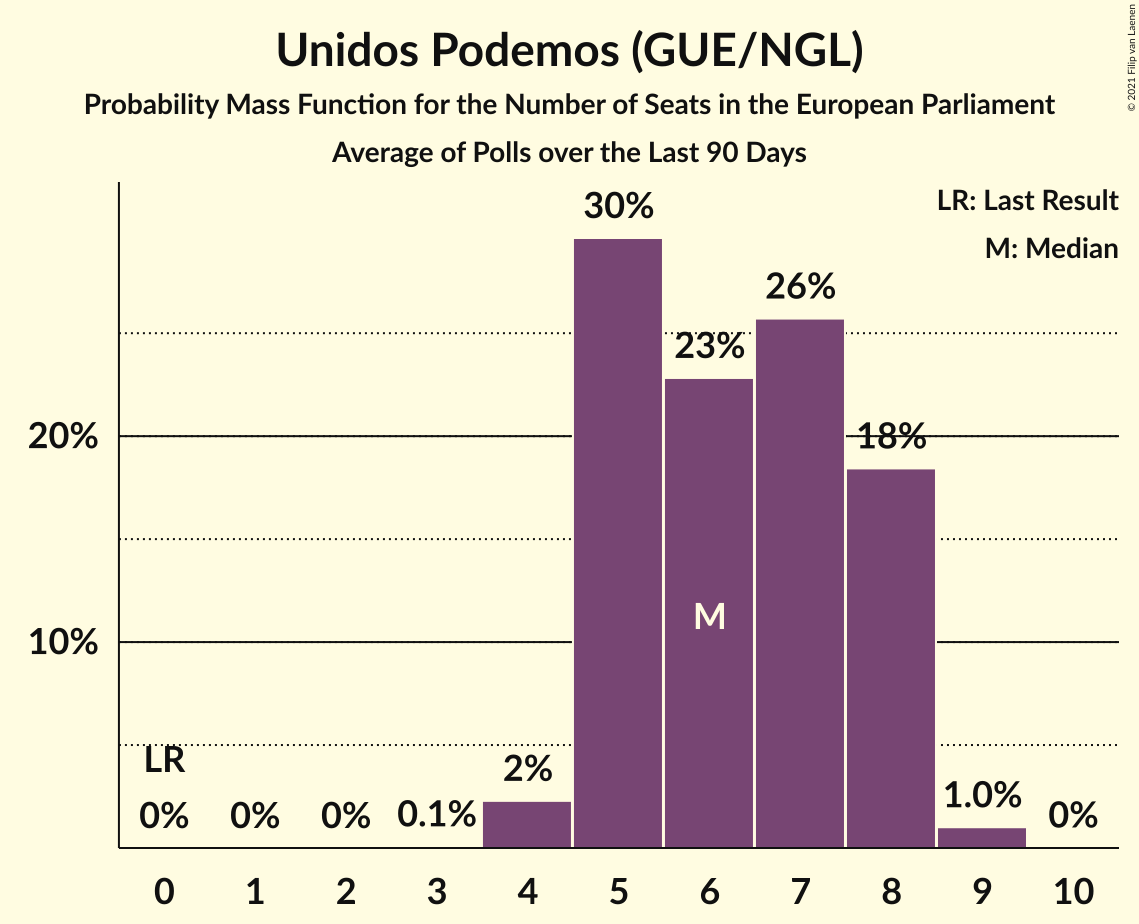 Unidos Podemos (GUE/NGL)
Probability Mass Function for the Number of Seats in the European Parliament
Average of Polls over the Last 90 Days
© 2021 Filip van Laenen
LR: Last Result
M: Median
30%
26%
23%
20%
18%
M
10%
LR
2%
1.0%
0% 0% 0% 0.1% 0%
0 1 2 3 4 5 6 7 8 9 10